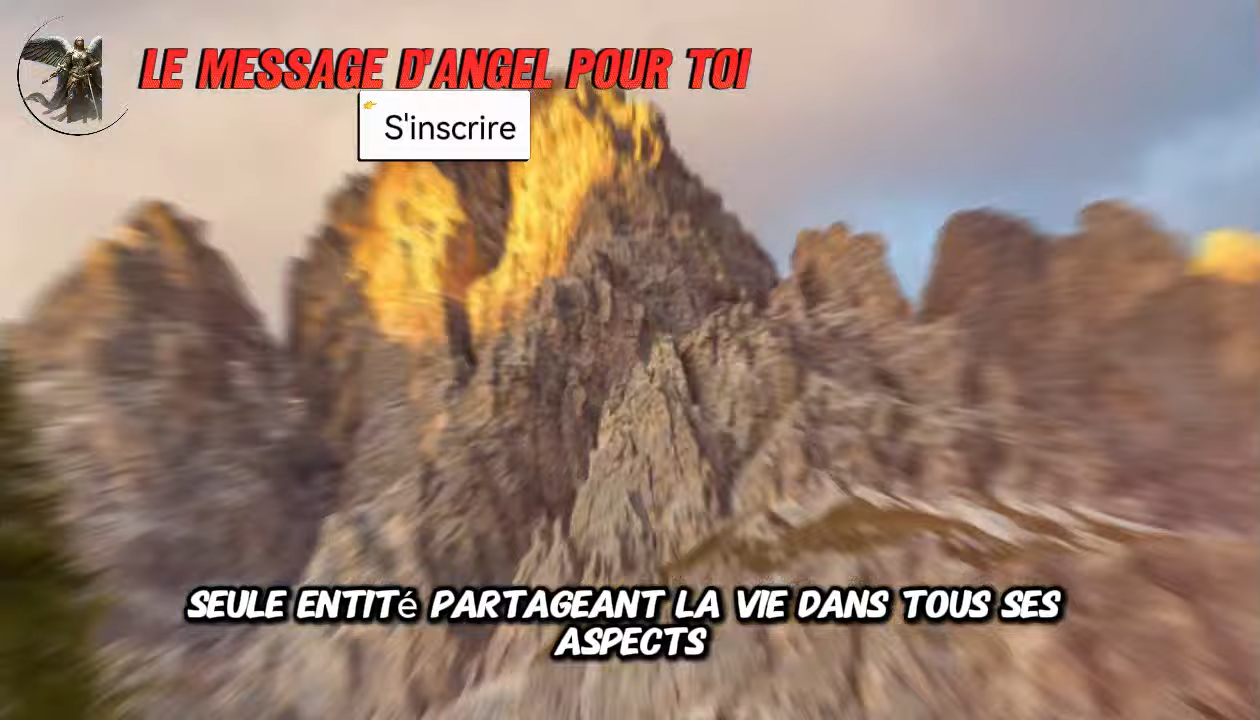 LE MESSAGE D'ANGEL POUR TOI
S'inscrire
SEULE ENTITé PARTAGEANT LA VIE DANS TOUS SES
ASPECTS